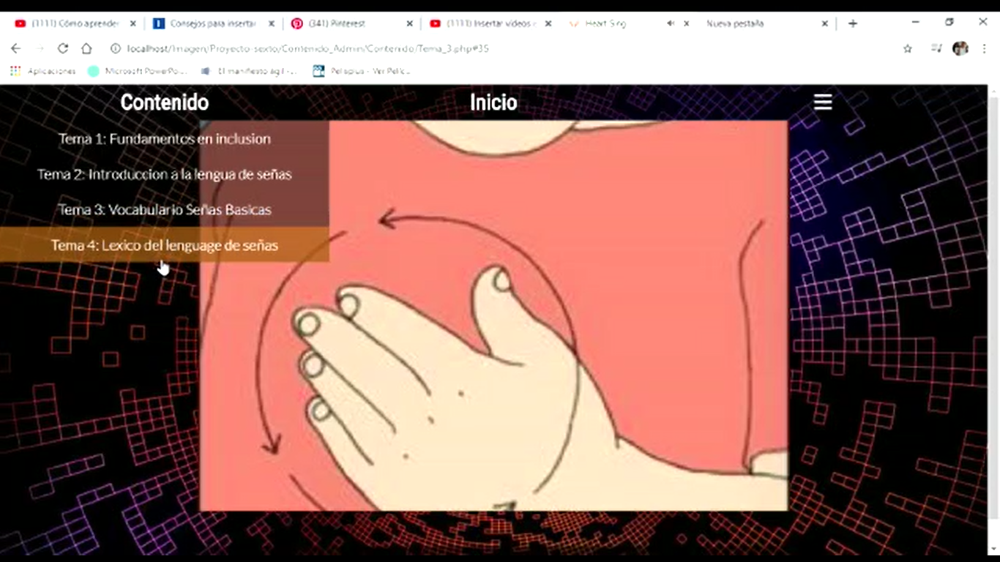 (1111) Cómo aprender
Consejos para insertar
(341) Pinterest
(1111) Insertar videos e
Heart Sing
Nueva pestaña
localhost/Imagen/Proyecto-sexto/Contenido_Admin/Contenido/Tema_3.php#35
Aplicaciones
Microsoft PowerPo...
El manifiesto ágil -...
Pelisplus - Ver Pelíc...
Contenido
Inicio
Tema 1: Fundamentos en inclusion
Tema 2: Introduccion a la lengua de señas
Tema 3: Vocabulario Señas Basicas
Tema 4: Lexico del lenguage de señas